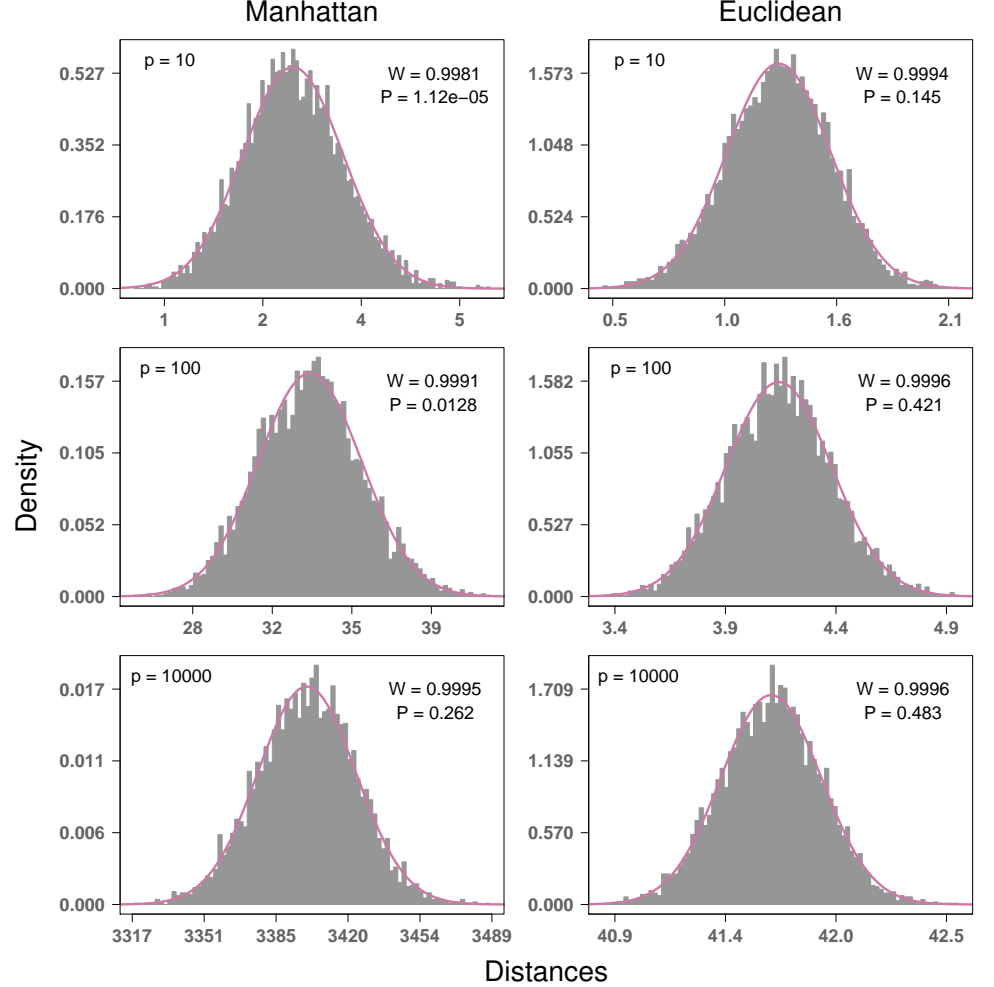 Manhattan
Euclidean
p = 10
W = 0.9981
P = 1.12e−05
0.527
0.352
0.176
0.000
1 2 4 5
p = 10
W = 0.9994
P = 0.145
1.573
1.048
0.524
0.000
0.5 1.0 1.6 2.1
p = 100
W = 0.9991
P = 0.0128
0.157
0.105
0.052
0.000
28 32 35 39
p = 100
W = 0.9996
P = 0.421
1.582
1.055
0.527
0.000
3.4 3.9 4.4 4.9
Density
p = 10000
W = 0.9995
P = 0.262
0.017
0.011
0.006
0.000
3317 3351 3385 3420 3454 3489
p = 10000
W = 0.9996
P = 0.483
1.709
1.139
0.570
0.000
40.9 41.4 42.0 42.5
Distances